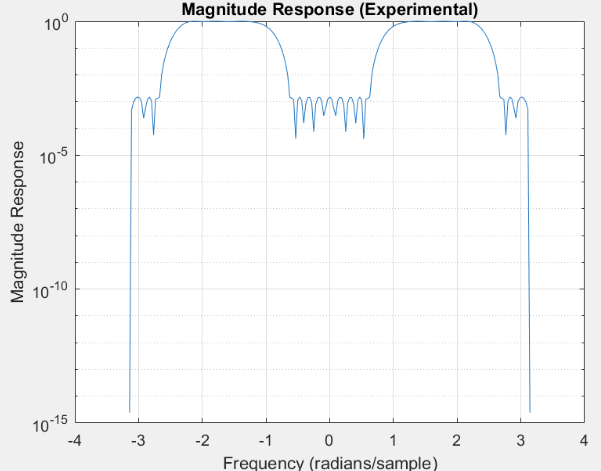 Magnitude Response (Experimental)
10^0
10^-5
10^-10
10^-15
Magnitude Response
-4 -3 -2 -1 0 1 2 3 4
Frequency (radians/sample)